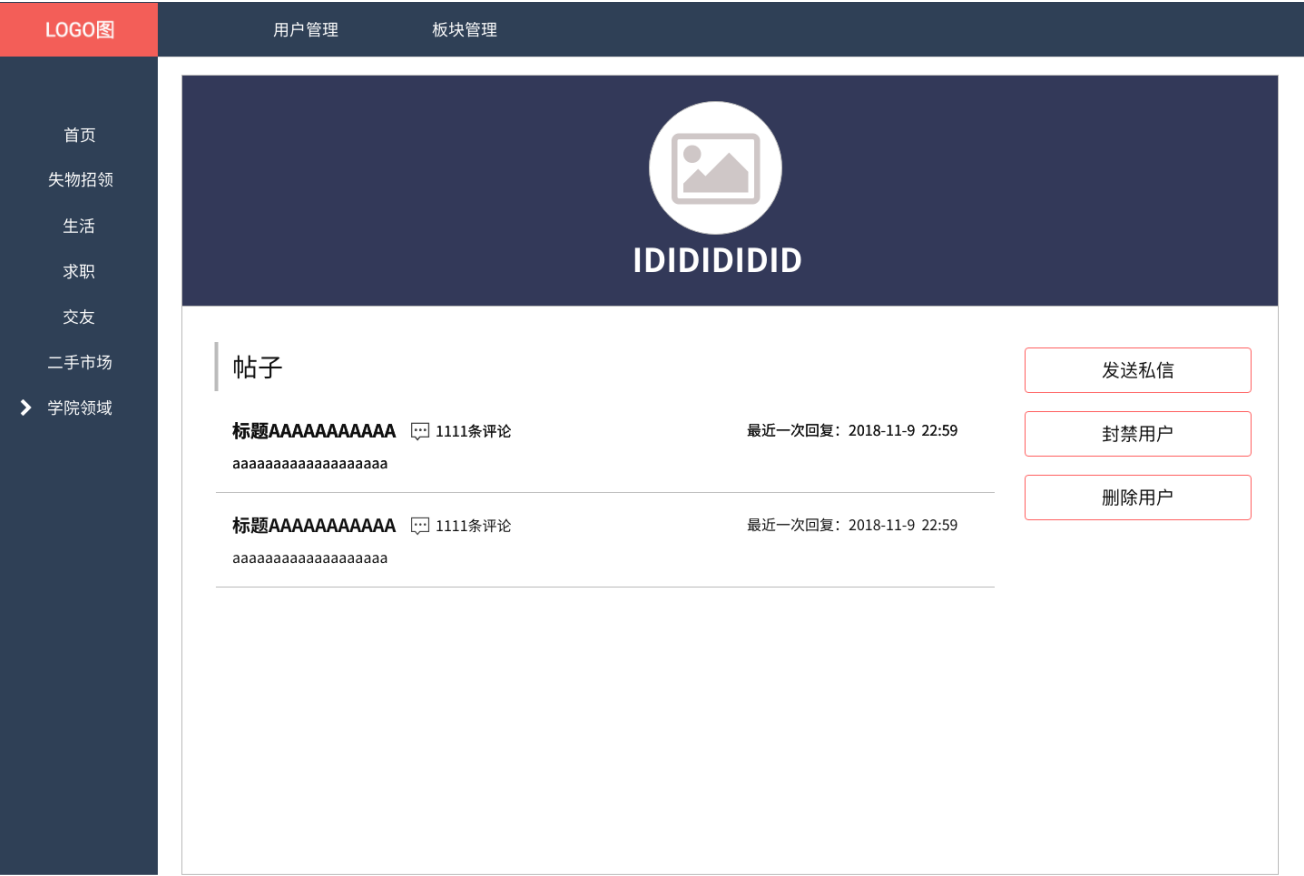 LOGO图 用户管理 板块管理
首页
失物招领
生活
求职
交友
二手市场
学院领域
IDIDIDIDID
帖子
标题AAAAAAAAAAA 1111条评论 最近一次回复：2018-11-9 22:59
aaaaaaaaaaaaaaaaaaa
标题AAAAAAAAAAA 1111条评论 最近一次回复：2018-11-9 22:59
aaaaaaaaaaaaaaaaaaa
发送私信
封禁用户
删除用户